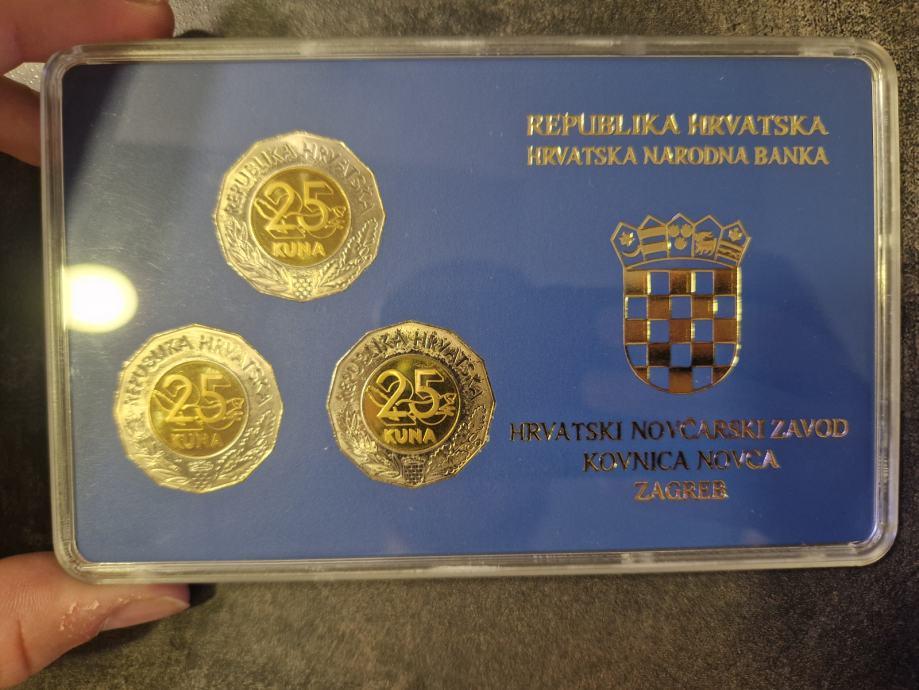 REPUBLIKA HRVATSKA
HRVATSKA NARODNA BANKA
REPUBLIKA HRVATSKA
25
KUNA
REPUBLIKA HRVATSKA
25
KUNA
REPUBLIKA HRVATSKA
25
KUNA
HRVATSKI NOVČARSKI ZAVOD
KOVNICA NOVCA
ZAGREB